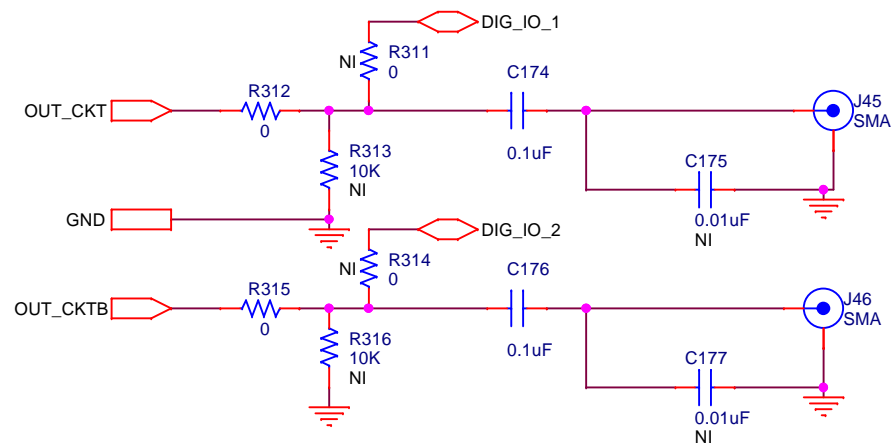 DIG_IO_1
NI
R311
0
C174
R312
OUT_CKT
0
J45
SMA
0.1uF
R313
10K
NI
C175
0.01uF
NI
GND
DIG_IO_2
NI
R314
0
C176
R315
OUT_CKTB
0
J46
SMA
0.1uF
R316
10K
NI
C177
0.01uF
NI